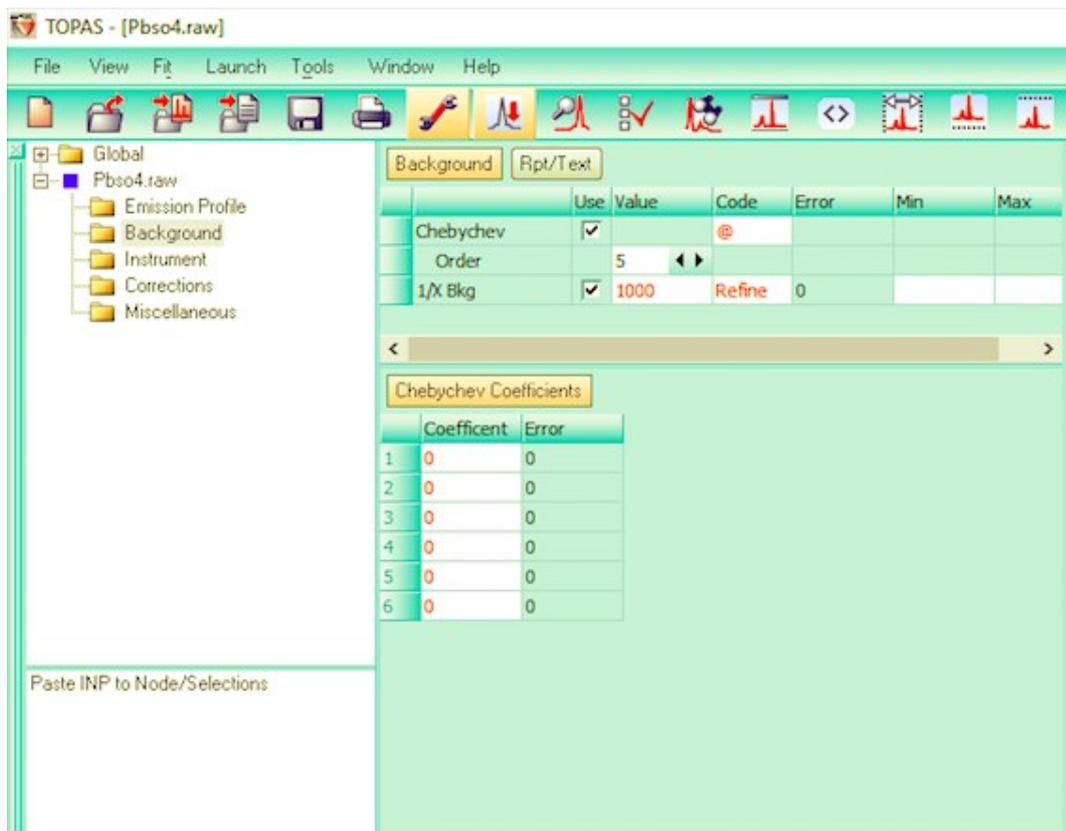 TOPAS - [Pbso4.raw]
File View Fit Launch Tools Window Help
Global
Pbso4.raw
Emission Profile
Background
Instrument
Corrections
Miscellaneous
Paste INP to Node/Selections
Background Rpt/Text
Use Value Code Error Min Max
Chebychev @
Order 5
1/X Bkg 1000 Refine 0
Chebychev Coefficients
Coefficent Error
1 0 0
2 0 0
3 0 0
4 0 0
5 0 0
6 0 0